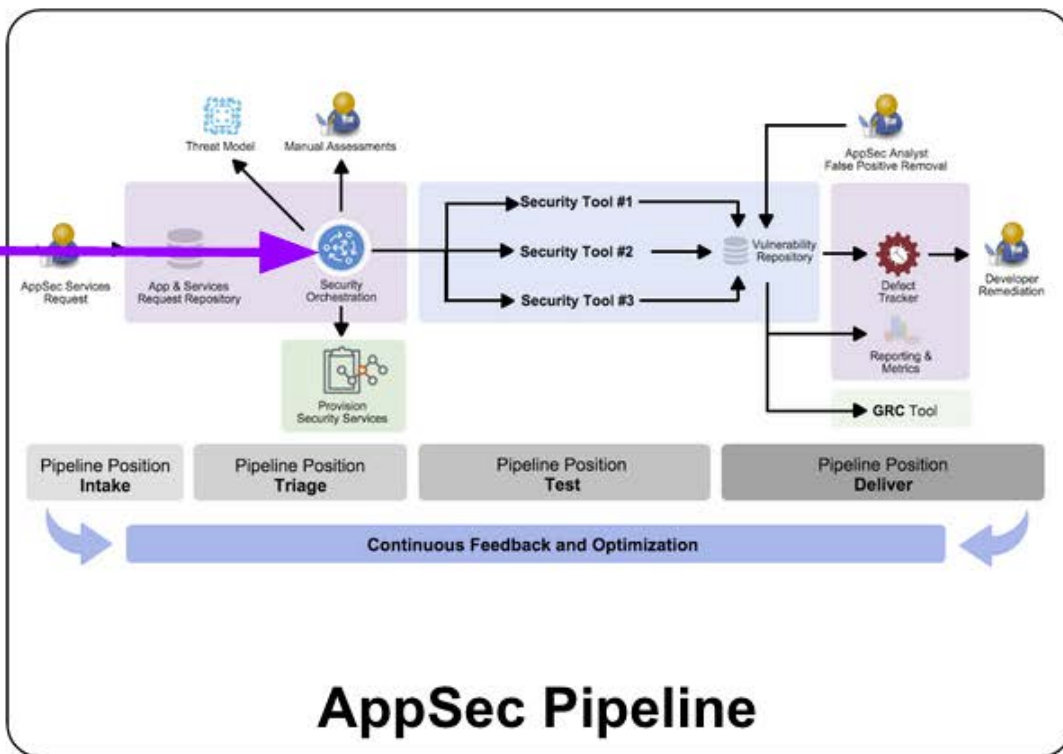 Threat Model
Manual Assessments
AppSec Analyst
False Positive Removal
Security Tool #1
AppSec Services
Request
App & Services
Request Repository
Security
Orchestration
Security Tool #2
Vulnerability
Repository
Defect
Tracker
Developer
Remediation
Security Tool #3
Reporting &
Metrics
Provision
Security Services
GRC Tool
Pipeline Position
Intake
Pipeline Position
Triage
Pipeline Position
Test
Pipeline Position
Deliver
Continuous Feedback and Optimization
AppSec Pipeline